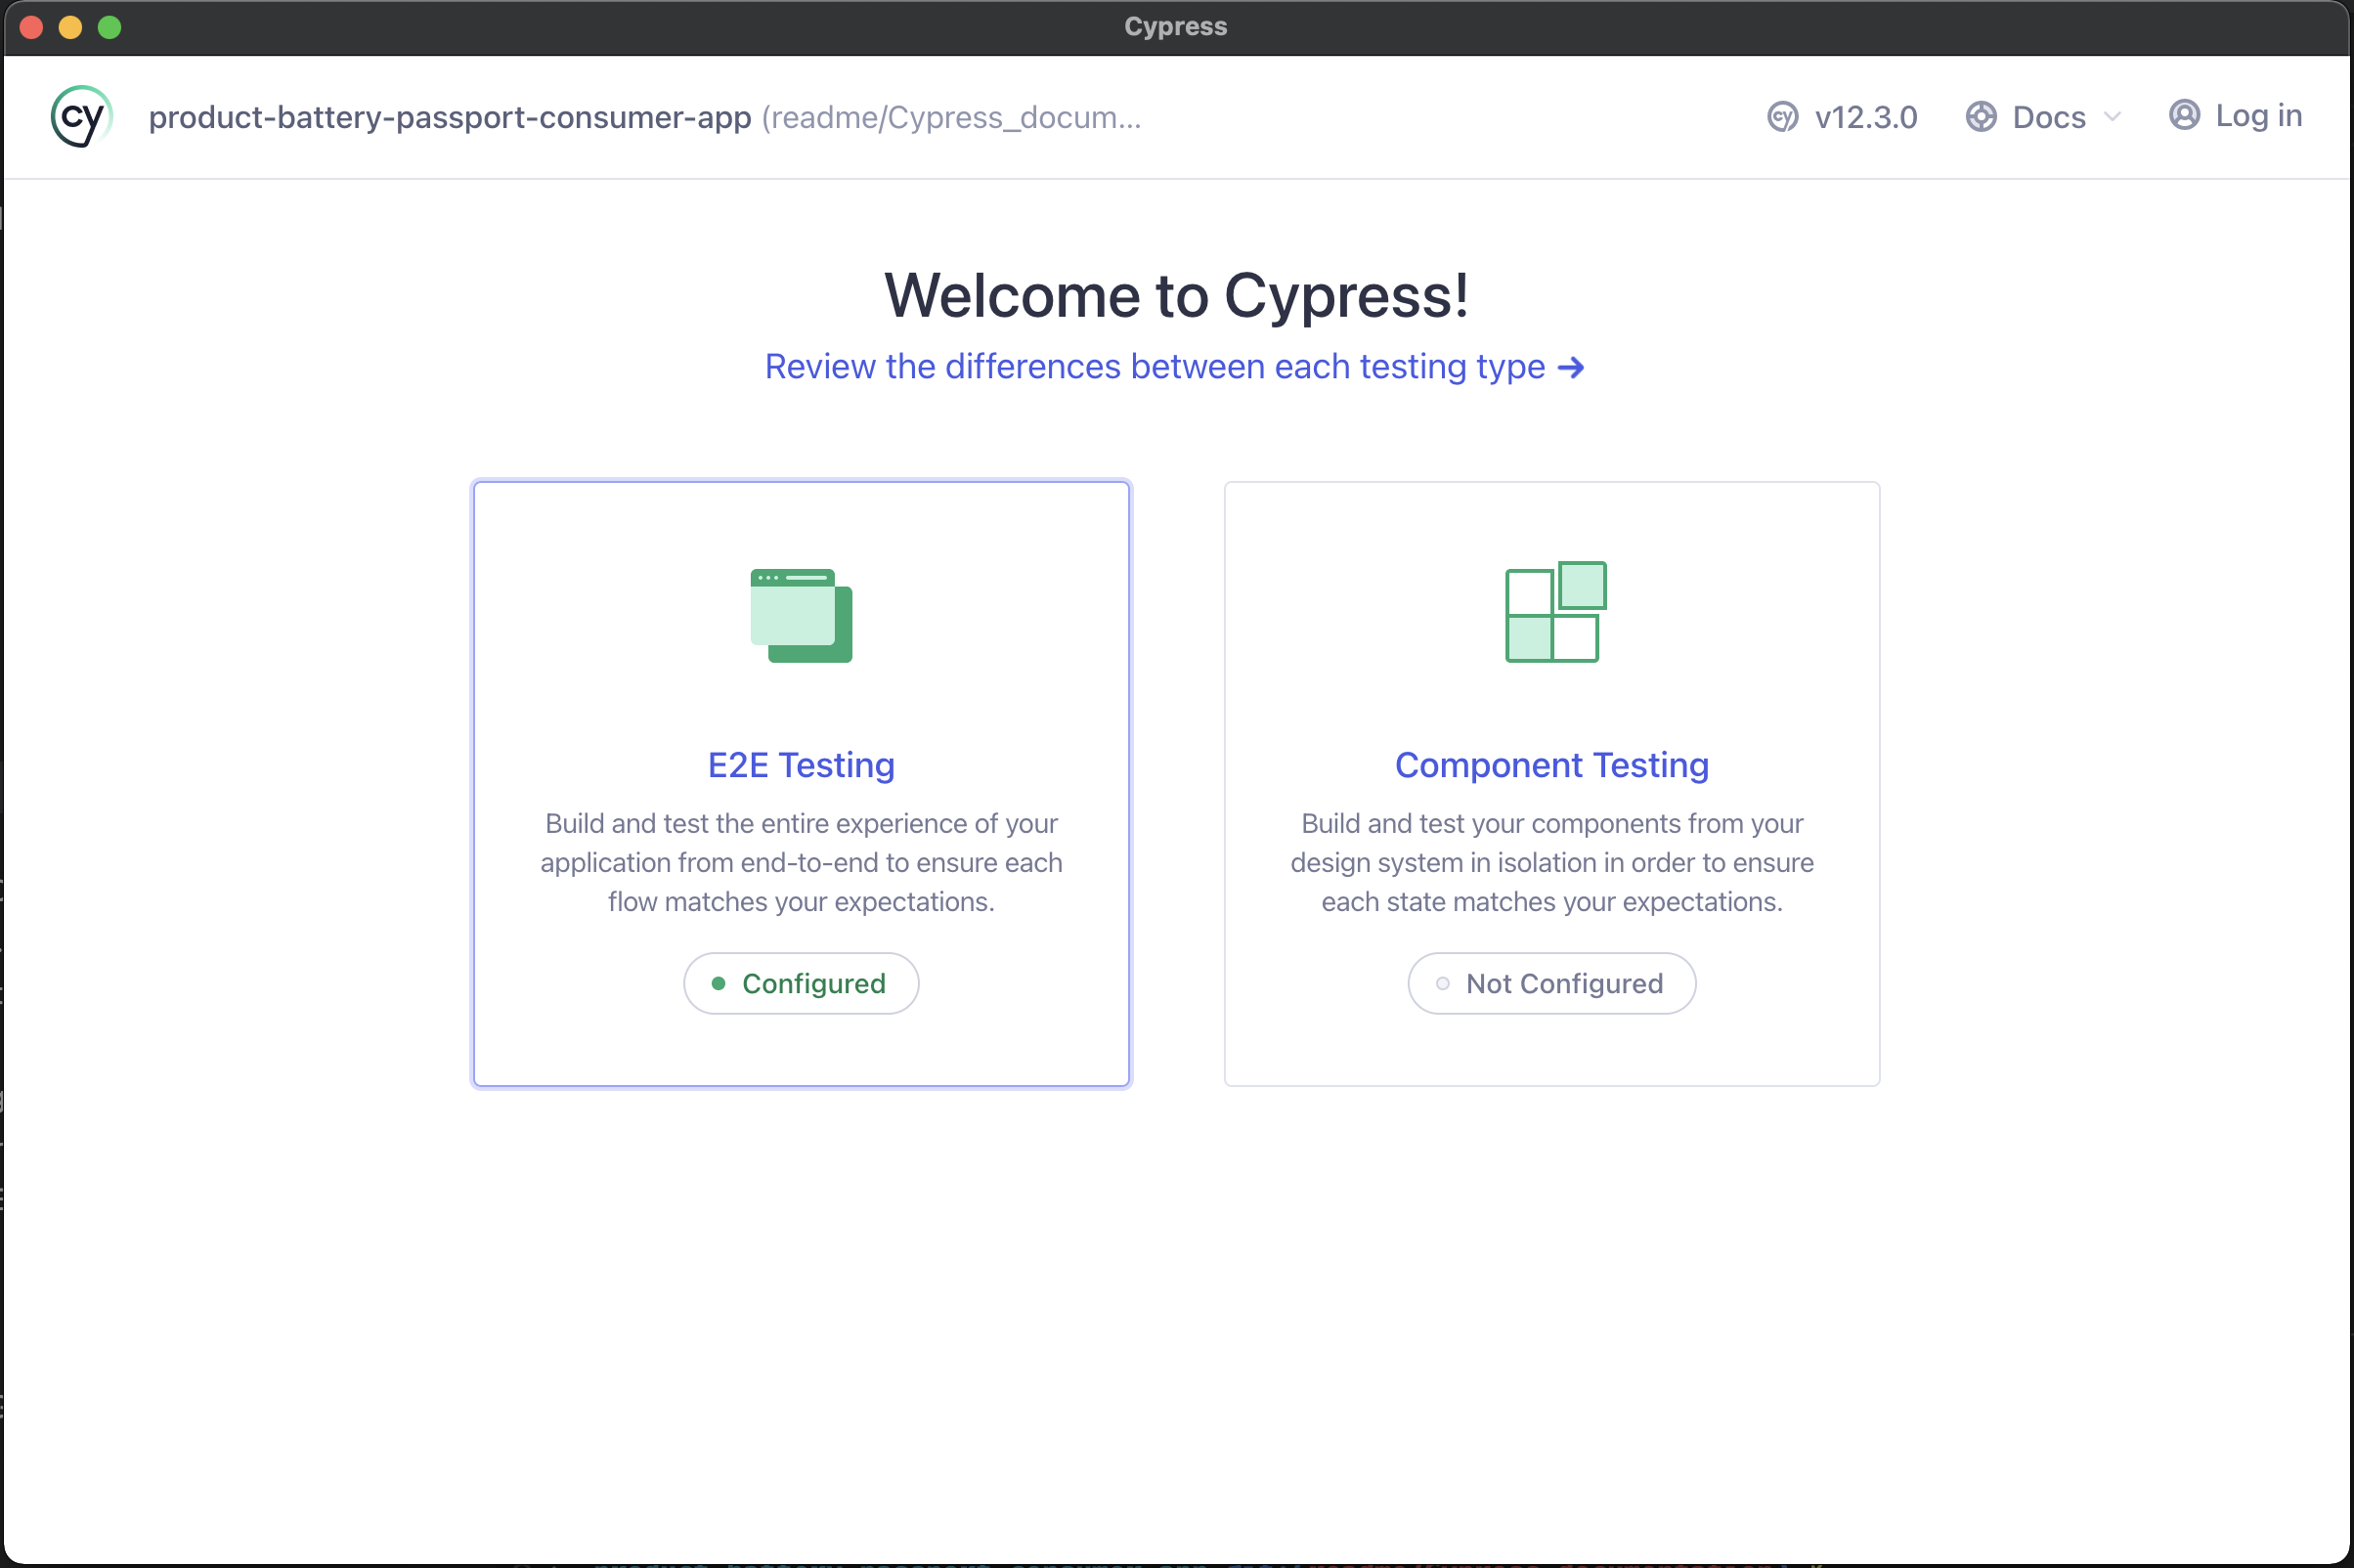 Cypress
cy
product-battery-passport-consumer-app (readme/Cypress_docum...
cy v12.3.0
Docs
Log in
Welcome to Cypress!
Review the differences between each testing type →
E2E Testing
Build and test the entire experience of your
application from end-to-end to ensure each
flow matches your expectations.
Configured
Component Testing
Build and test your components from your
design system in isolation in order to ensure
each state matches your expectations.
Not Configured